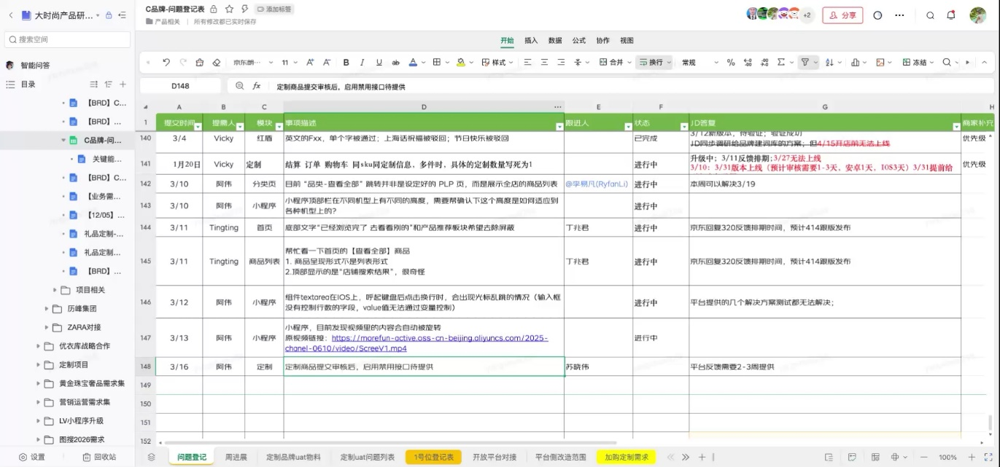 大时尚产品研...
C品牌-问题登记表
添加标签
产品相关 | 所有修改都已实时保存
+2
分享
搜索空间
智能问答
目录
【BRD】C...
【BRD】...
C品牌-问...
关键能...
【BRD】C...
【业务需...
【12/05】...
礼品定制-...
礼品定制...
【BRD】...
项目相关
历峰集团
ZARA对接
优衣库战略合作
定制项目
黄金珠宝奢品需求集
营销运营需求集
LV小程序升级
图搜2026需求
设置
回收站
开始 插入 数据 公式 协作 视图
京东朗... 11 A A B I U ab A 样式 合并 换行 常规 % Σ 冻结
D148 fx 定制商品提交审核后，启用禁用接口待提供
A B C D E F G H
1 提交时间 提需人 模块 事项描述 跟进人 状态 JD答复 商家补充
140 3/4 Vicky 红盾 英文的Fxx，单个字被通过；上海话祝福被驳回；节日快乐被驳回 已完成 3/12新版本，待验证；验证成功
JD同步调研给品牌建词库的方案；但4/15开店前无法上线 优先级
141 1月20日 Vicky 定制 结算 订单 购物车 同sku同定制信息，多件时，具体的定制数量写死为1 进行中 升级中；3/11反馈排期；3/27无法上线
3/10：3/31版本上线（预计审核需要1-3天，安卓1天，IOS3天）3/31提前给 优先级
142 3/10 阿伟 分类页 目前 “品类-查看全部” 跳转并非是设定好的 PLP 页，而是展示全店的商品列表 @李易凡(RyfanLi) 进行中 本周可以解决3/19
143 3/10 阿伟 小程序 小程序顶部栏在不同机型上有不同的高度，需要帮确认下这个高度是如何适应到
各种机型上的? 进行中
144 3/11 Tingting 首页 底部文字“已经浏览完了 去看看别的”和产品推荐板块希望去除屏蔽 丁兆君 进行中 京东回复320反馈排期时间，预计414跟版发布
145 3/11 Tingting 商品列表 帮忙看一下首页的【查看全部】商品
1. 商品呈现形式不是列表形式
2.顶部显示的是“店铺搜索结果”，很奇怪 丁兆君 进行中 京东回复320反馈排期时间，预计414跟版发布
146 3/12 阿伟 小程序 组件textarea在IOS上，呼起键盘后点击换行时，会出现光标乱跳的情况（输入框
没有控制行数的字段，value值无法通过变量控制） 进行中 平台提供的几个解决方案测试都无法解决；
147 3/13 阿伟 小程序 小程序，目前发现视频里的内容会自动被旋转
原视频链接：https://morefun-active.oss-cn-beijing.aliyuncs.com/2025-
chanel-0610/video/ScreeV1.mp4 进行中
148 3/16 阿伟 定制 定制商品提交审核后，启用禁用接口待提供 苏晓伟 平台反馈需要2-3周提供
149
150
151
152
问题登记 周进展 定制品牌uat物料 定制uat问题列表 1号位登记表 开放平台对接 平台侧改造范围 加购定制需求
100%